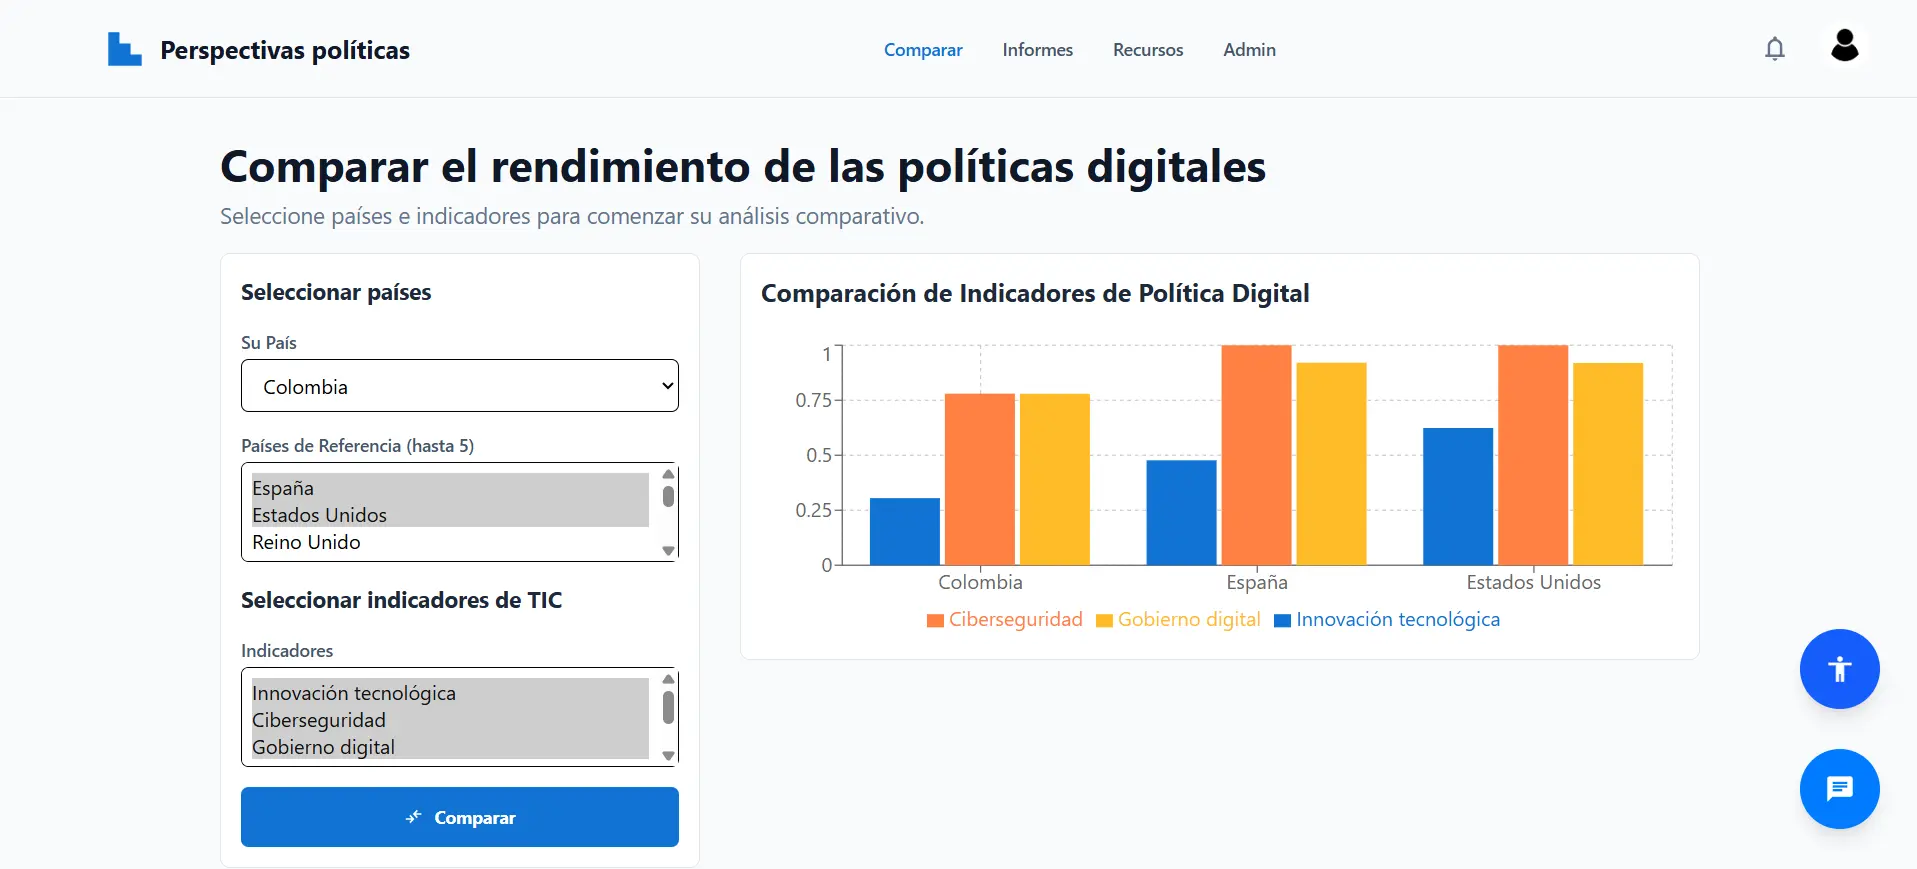 Perspectivas políticas
Comparar
Informes
Recursos
Admin
Comparar el rendimiento de las políticas digitales
Seleccione países e indicadores para comenzar su análisis comparativo.
Seleccionar países
Su País
Colombia
Países de Referencia (hasta 5)
España
Estados Unidos
Reino Unido
Seleccionar indicadores de TIC
Indicadores
Innovación tecnológica
Ciberseguridad
Gobierno digital
Comparar
Comparación de Indicadores de Política Digital
1
0.75
0.5
0.25
0
Colombia
España
Estados Unidos
Ciberseguridad
Gobierno digital
Innovación tecnológica